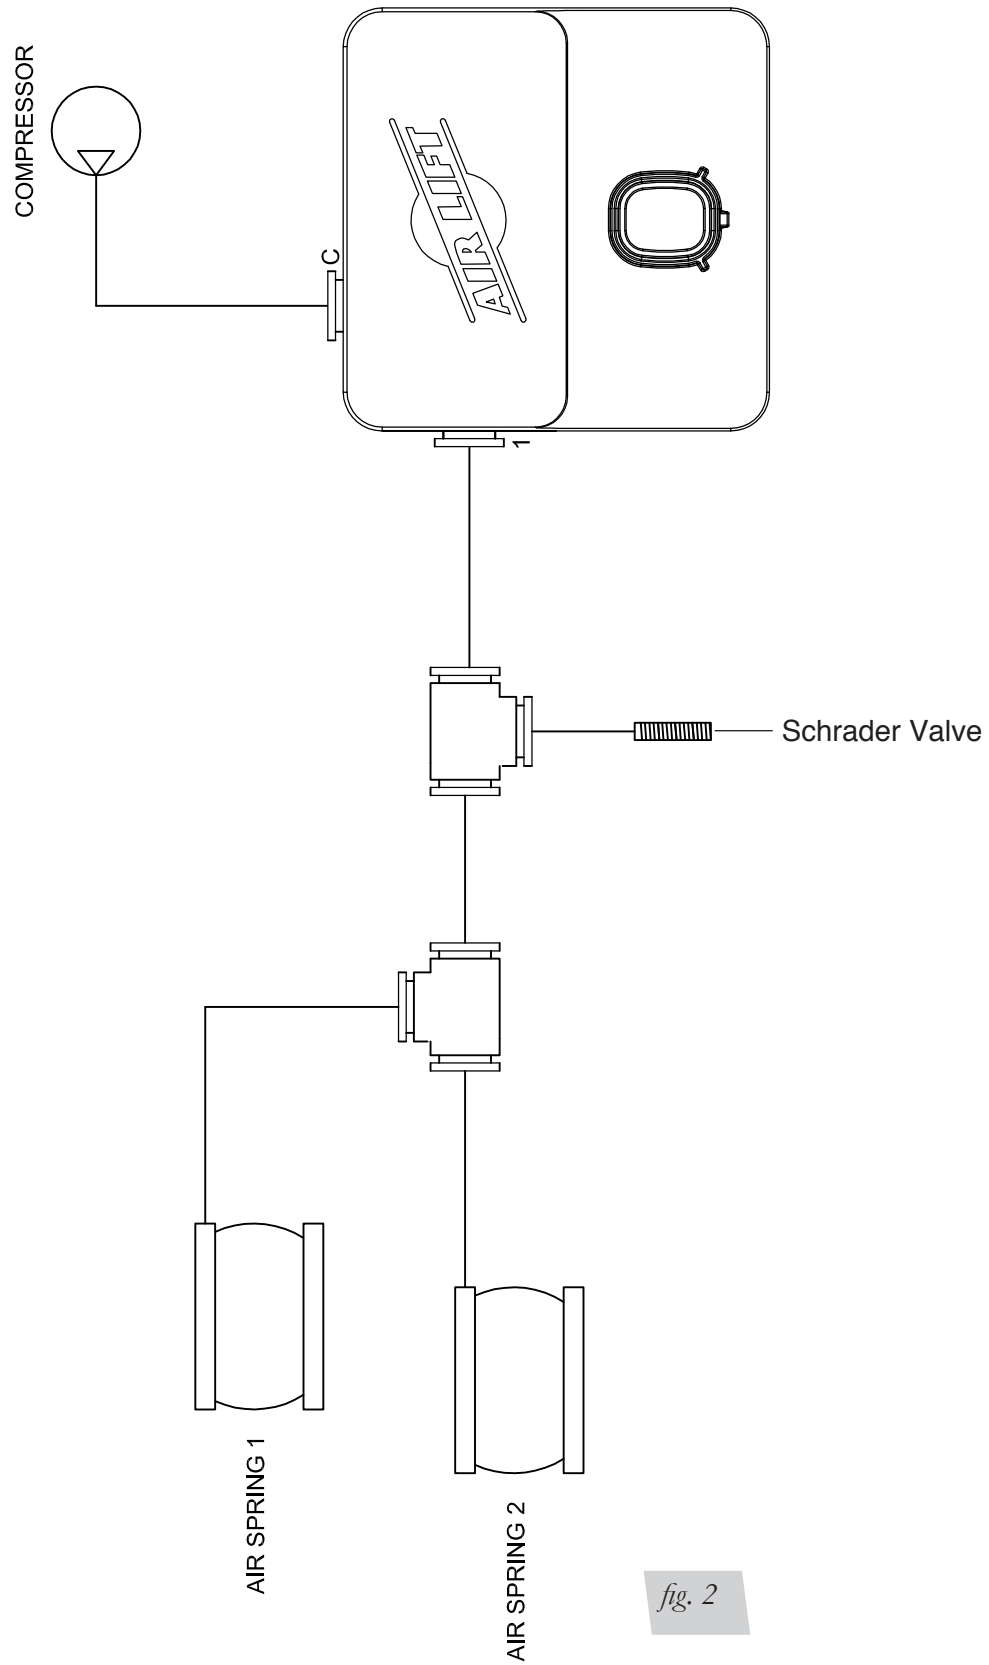 COMPRESSOR
C
AIR LIFT
1
Schrader Valve
AIR SPRING 1
AIR SPRING 2
fig. 2